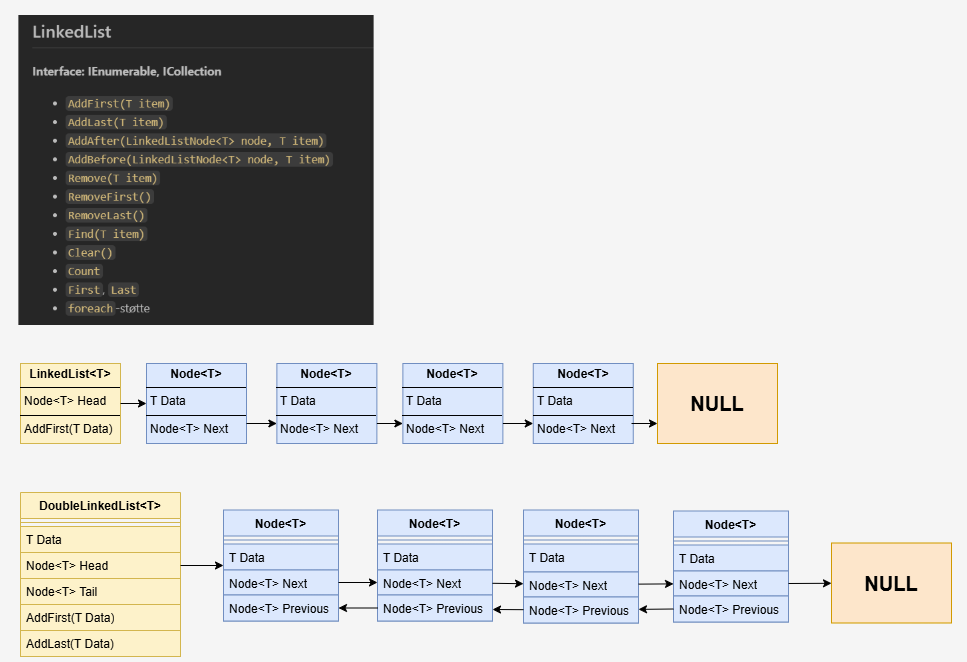 LinkedList
Interface: IEnumerable, ICollection
• AddFirst(T item)
• AddLast(T item)
• AddAfter(LinkedListNode<T> node, T item)
• AddBefore(LinkedListNode<T> node, T item)
• Remove(T item)
• RemoveFirst()
• RemoveLast()
• Find(T item)
• Clear()
• Count
• First, Last
• foreach-støtte
LinkedList<T>
Node<T> Head
AddFirst(T Data)
Node<T>
T Data
Node<T> Next
Node<T>
T Data
Node<T> Next
Node<T>
T Data
Node<T> Next
Node<T>
T Data
Node<T> Next
NULL
DoubleLinkedList<T>
T Data
Node<T> Head
Node<T> Tail
AddFirst(T Data)
AddLast(T Data)
Node<T>
T Data
Node<T> Next
Node<T> Previous
Node<T>
T Data
Node<T> Next
Node<T> Previous
Node<T>
T Data
Node<T> Next
Node<T> Previous
Node<T>
T Data
Node<T> Next
Node<T> Previous
NULL